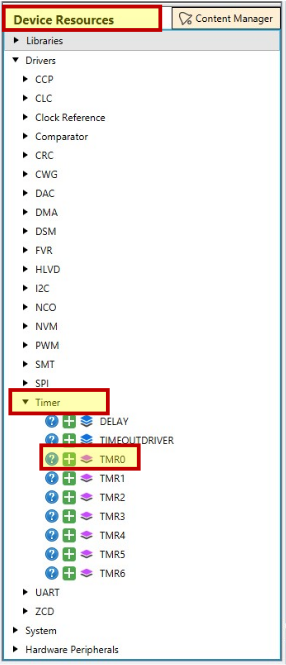 Device Resources
Content Manager
Libraries
Drivers
CCP
CLC
Clock Reference
Comparator
CRC
CWG
DAC
DMA
DSM
FVR
HLVD
I2C
NCO
NVM
PWM
SMT
SPI
Timer
DELAY
TIMEOUTDRIVER
TMR0
TMR1
TMR2
TMR3
TMR4
TMR5
TMR6
UART
ZCD
System
Hardware Peripherals